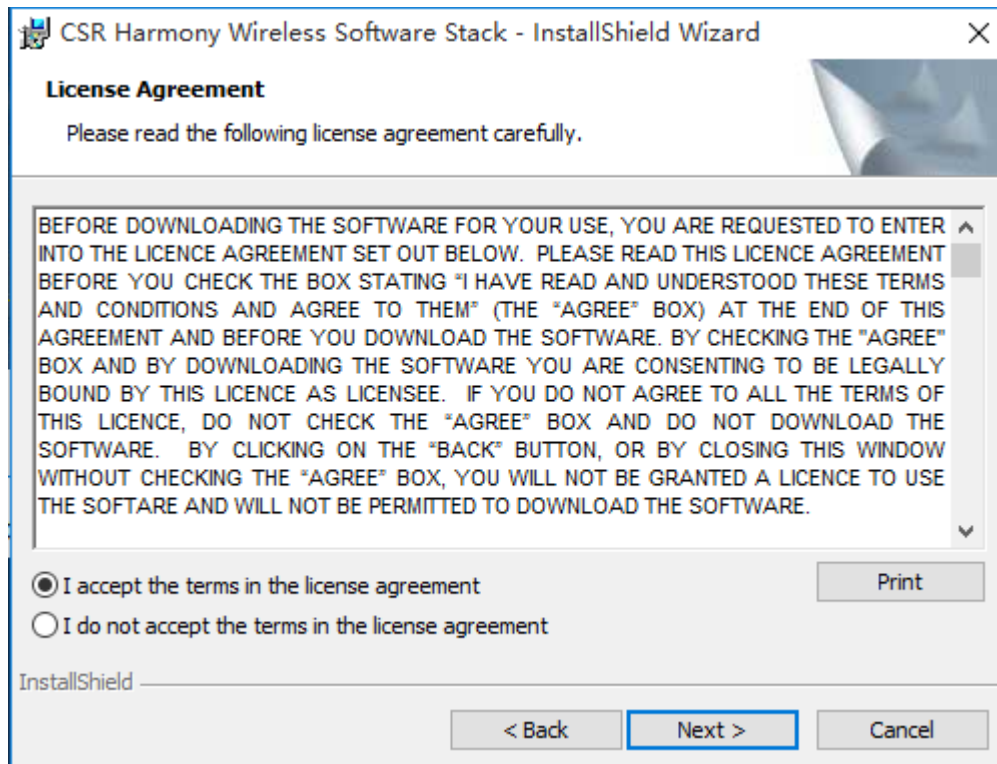 CSR Harmony Wireless Software Stack - InstallShield Wizard
License Agreement
Please read the following license agreement carefully.
BEFORE DOWNLOADING THE SOFTWARE FOR YOUR USE, YOU ARE REQUESTED TO ENTER
INTO THE LICENCE AGREEMENT SET OUT BELOW. PLEASE READ THIS LICENCE AGREEMENT
BEFORE YOU CHECK THE BOX STATING “I HAVE READ AND UNDERSTOOD THESE TERMS
AND CONDITIONS AND AGREE TO THEM” (THE “AGREE” BOX) AT THE END OF THIS
AGREEMENT AND BEFORE YOU DOWNLOAD THE SOFTWARE. BY CHECKING THE "AGREE"
BOX AND BY DOWNLOADING THE SOFTWARE YOU ARE CONSENTING TO BE LEGALLY
BOUND BY THIS LICENCE AS LICENSEE. IF YOU DO NOT AGREE TO ALL THE TERMS OF
THIS LICENCE, DO NOT CHECK THE “AGREE” BOX AND DO NOT DOWNLOAD THE
SOFTWARE. BY CLICKING ON THE “BACK” BUTTON, OR BY CLOSING THIS WINDOW
WITHOUT CHECKING THE “AGREE” BOX, YOU WILL NOT BE GRANTED A LICENCE TO USE
THE SOFTARE AND WILL NOT BE PERMITTED TO DOWNLOAD THE SOFTWARE.
I accept the terms in the license agreement
Print
I do not accept the terms in the license agreement
InstallShield
< Back
Next >
Cancel